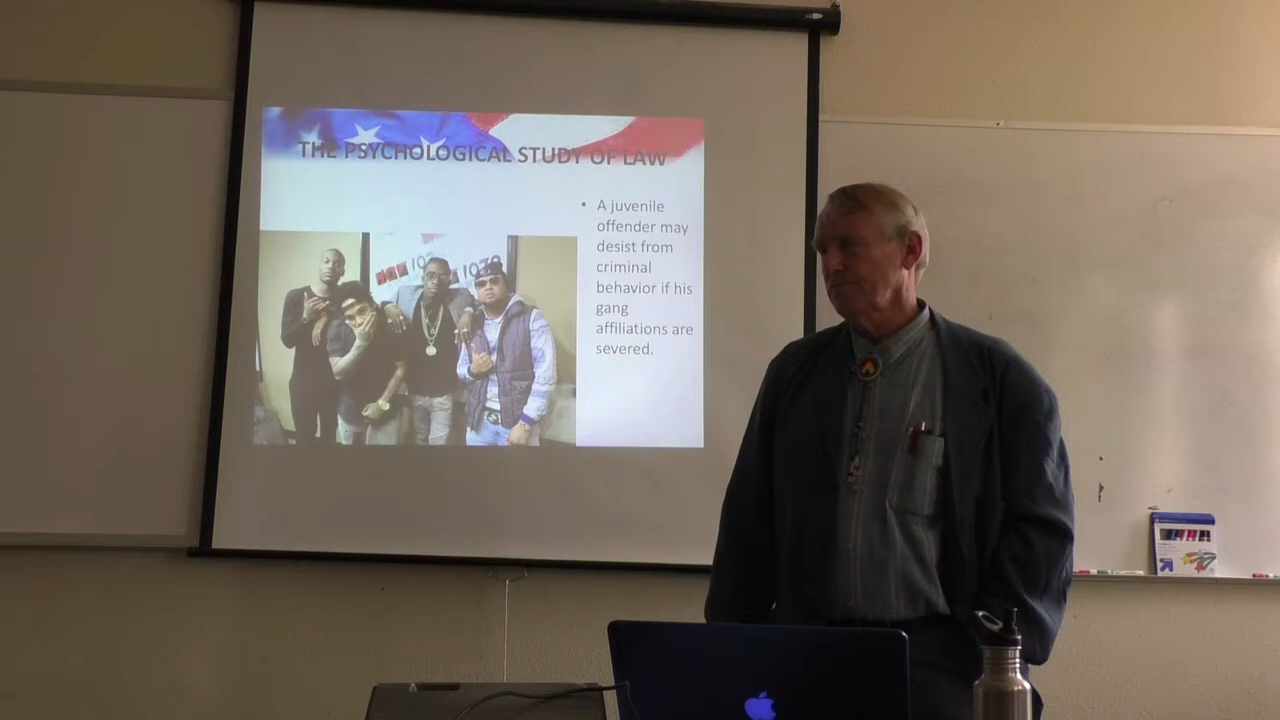 THE PSYCHOLOGICAL STUDY OF LAW
• A juvenile
offender may
desist from
criminal
behavior if his
gang
affiliations are
severed.